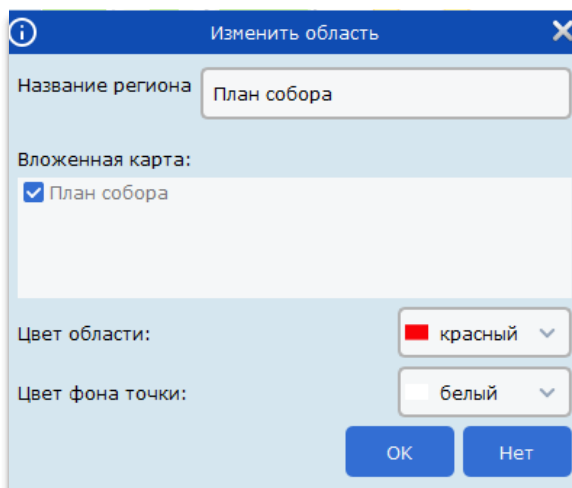 Изменить область
Название региона
План собора
Вложенная карта:
План собора
Цвет области:
красный
Цвет фона точки:
белый
OK
Нет